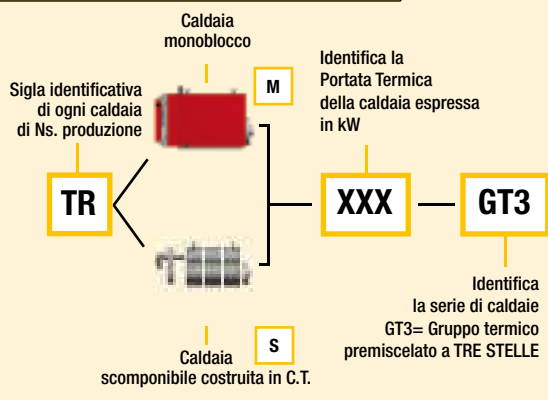 Caldaia
monoblocco
M
Sigla identificativa
di ogni caldaia
di Ns. produzione
TR
Identifica la
Portata Termica
della caldaia espressa
in kW
XXX
GT3
Identifica
la serie di caldaie
GT3= Gruppo termico
premiscelato a TRE STELLE
S
Caldaia
scomponibile costruita in C.T.